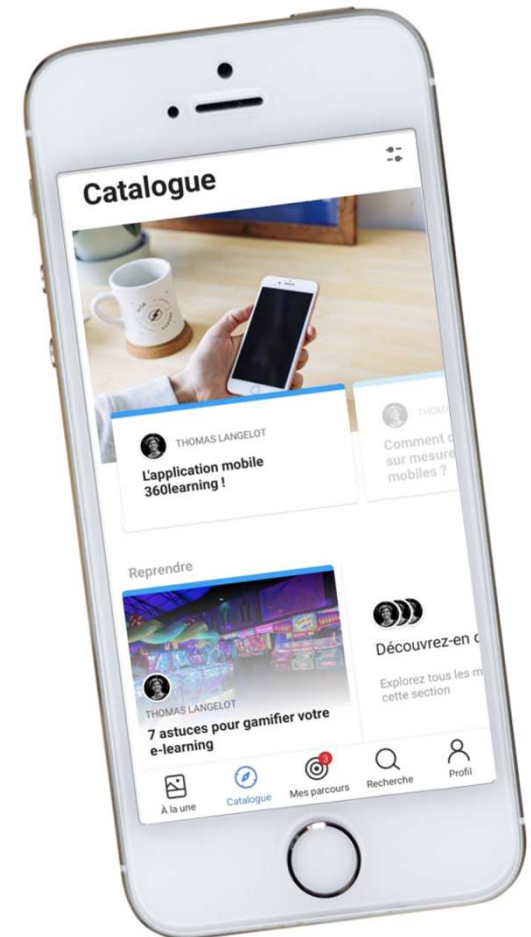 Catalogue
THOMAS LANGELOT
L'application mobile
360learning !
THOMA
Comment
sur mesure
mobiles ?
Reprendre
THOMAS LANGELOT
7 astuces pour gamifier votre
e-learning
Découvrez-en
Explorez tous les m
cette section
À la une
Catalogue
3
Mes parcours
Recherche
Profil